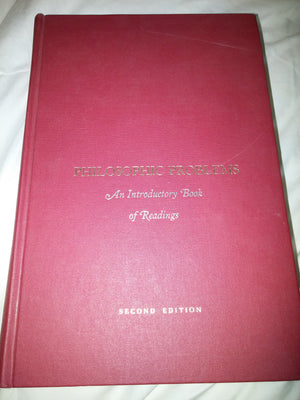 PHILOSOPHIC PROBLEMS
An Introductory Book
of Readings
SECOND EDITION